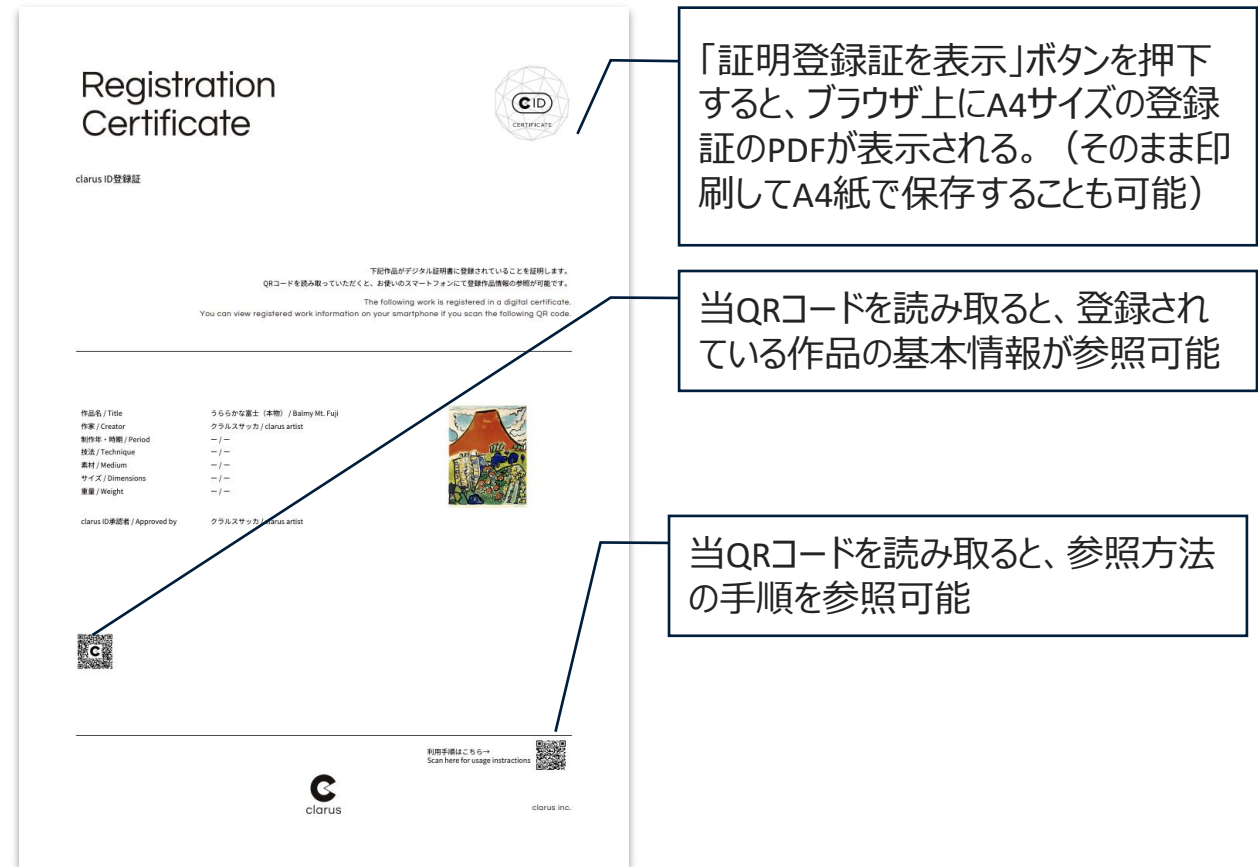 Registration
Certificate
CID
CERTIFICATE
clarus ID登録証
下記作品がデジタル証明書に登録されていることを証明します。
QRコードを読み取っていただくと、お使いのスマートフォンにて登録作品情報の参照が可能です。
The following work is registered in a digital certificate.
You can view registered work information on your smartphone if you scan the following QR code.
作品名 / Title うららかな富士（本物） / Balmy Mt. Fuji
作家 / Creator クラルスサッカ / clarus artist
制作年・時期 / Period ー / ー
技法 / Technique ー / ー
素材 / Medium ー / ー
サイズ / Dimensions ー / ー
重量 / Weight ー / ー
clarus ID承認者 / Approved by クラルスサッカ / clarus artist
C
利用手順はこちら→
Scan here for usage instractions
clarus
clarus inc.
「証明登録証を表示」ボタンを押下
すると、ブラウザ上にA4サイズの登録
証のPDFが表示される。（そのまま印
刷してA4紙で保存することも可能）
当QRコードを読み取ると、登録され
ている作品の基本情報が参照可能
当QRコードを読み取ると、参照方法
の手順を参照可能